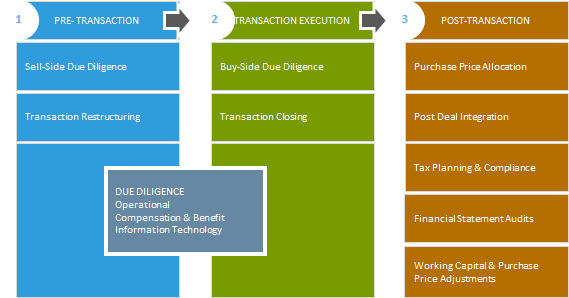 1 PRE-TRANSACTION
2 TRANSACTION EXECUTION
3 POST-TRANSACTION
Sell-Side Due Diligence
Buy-Side Due Diligence
Purchase Price Allocation
Transaction Restructuring
Transaction Closing
Post Deal Integration
Tax Planning & Compliance
DUE DILIGENCE
Operational
Compensation & Benefit
Information Technology
Financial Statement Audits
Working Capital & Purchase
Price Adjustments